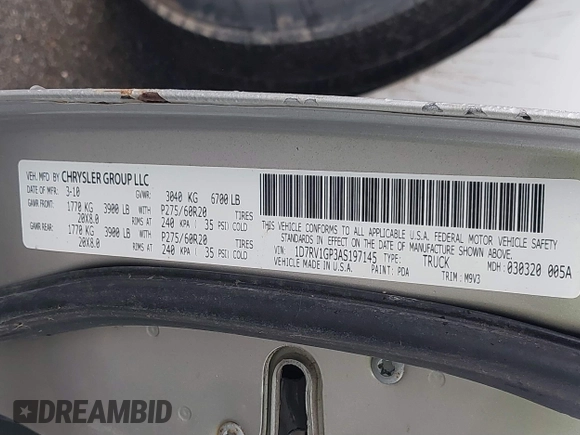 VEH. MFD BY CHRYSLER GROUP LLC
DATE OF MFR: 3-10 GVWR: 3040 KG 6700 LB
GAWR FRONT: 1770 KG 3900 LB WITH P275/60R20 TIRES
20X8.0 RIMS AT 240 KPA / 35 PSI COLD
GAWR REAR: 1770 KG 3900 LB WITH P275/60R20 TIRES
20X8.0 RIMS AT 240 KPA / 35 PSI COLD
THIS VEHICLE CONFORMS TO ALL APPLICABLE U.S.A. FEDERAL MOTOR VEHICLE SAFETY
STANDARDS IN EFFECT ON THE DATE OF MANUFACTURE SHOWN ABOVE.
VIN: 1D7RV1GP3AS197145 TYPE: TRUCK MDH: 030320 005A
MADE IN U.S.A. PAINT: PDA TRIM: M9V3
DREAMBID